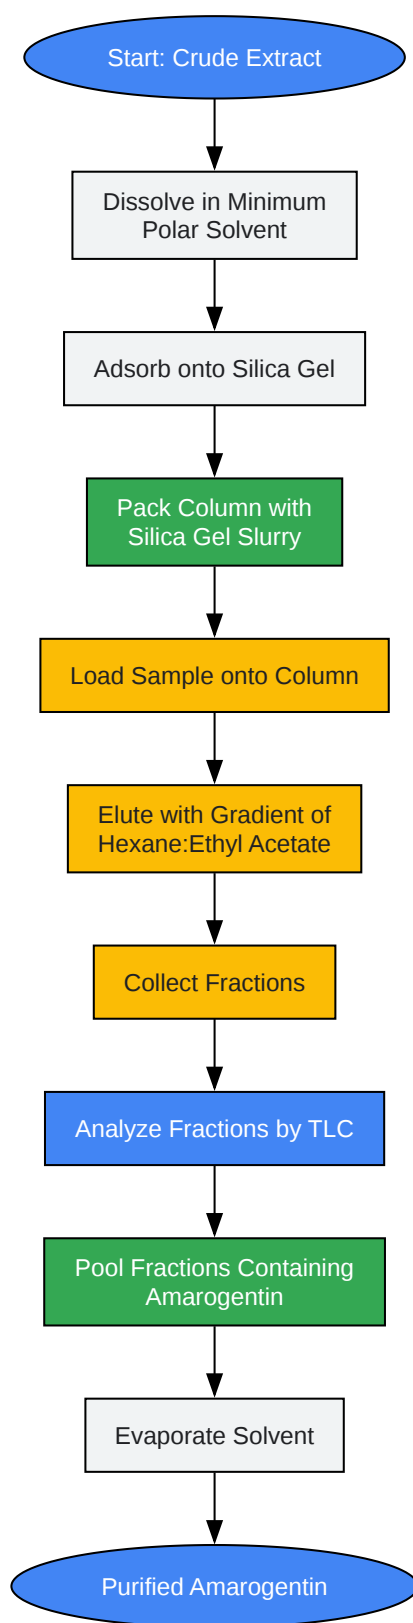 Start: Crude Extract
Dissolve in Minimum
Polar Solvent
Adsorb onto Silica Gel
Pack Column with
Silica Gel Slurry
Load Sample onto Column
Elute with Gradient of
Hexane:Ethyl Acetate
Collect Fractions
Analyze Fractions by TLC
Pool Fractions Containing
Amarogentin
Evaporate Solvent
Purified Amarogentin